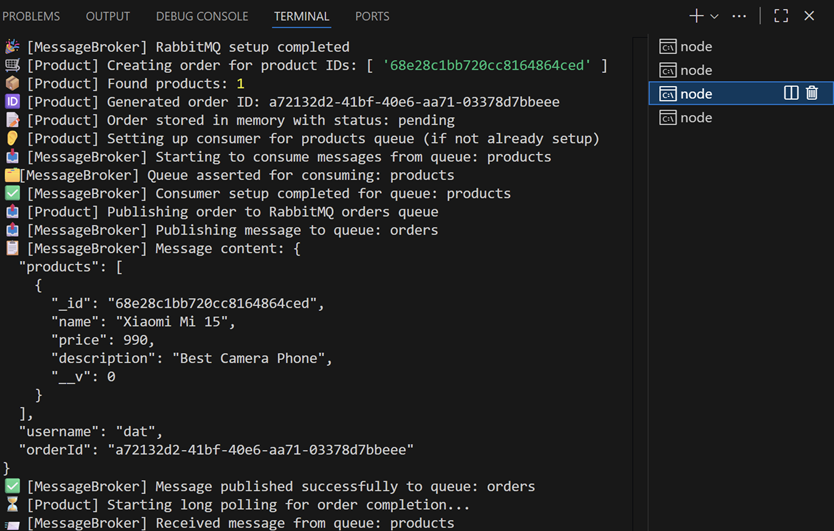 PROBLEMS OUTPUT DEBUG CONSOLE TERMINAL PORTS
🎉 [MessageBroker] RabbitMQ setup completed
🛒 [Product] Creating order for product IDs: [ '68e28c1bb720cc8164864ced' ]
📦 [Product] Found products: 1
🆔 [Product] Generated order ID: a72132d2-41bf-40e6-aa71-03378d7bbeee
📝 [Product] Order stored in memory with status: pending
👂 [Product] Setting up consumer for products queue (if not already setup)
📥 [MessageBroker] Starting to consume messages from queue: products
🗂️[MessageBroker] Queue asserted for consuming: products
✅ [MessageBroker] Consumer setup completed for queue: products
📤 [Product] Publishing order to RabbitMQ orders queue
📤 [MessageBroker] Publishing message to queue: orders
📋 [MessageBroker] Message content: {
  "products": [
    {
      "_id": "68e28c1bb720cc8164864ced",
      "name": "Xiaomi Mi 15",
      "price": 990,
      "description": "Best Camera Phone",
      "__v": 0
    }
  ],
  "username": "dat",
  "orderId": "a72132d2-41bf-40e6-aa71-03378d7bbeee"
}
✅ [MessageBroker] Message published successfully to queue: orders
⏳ [Product] Starting long polling for order completion...
📨 [MessageBroker] Received message from queue: products
node
node
node
node